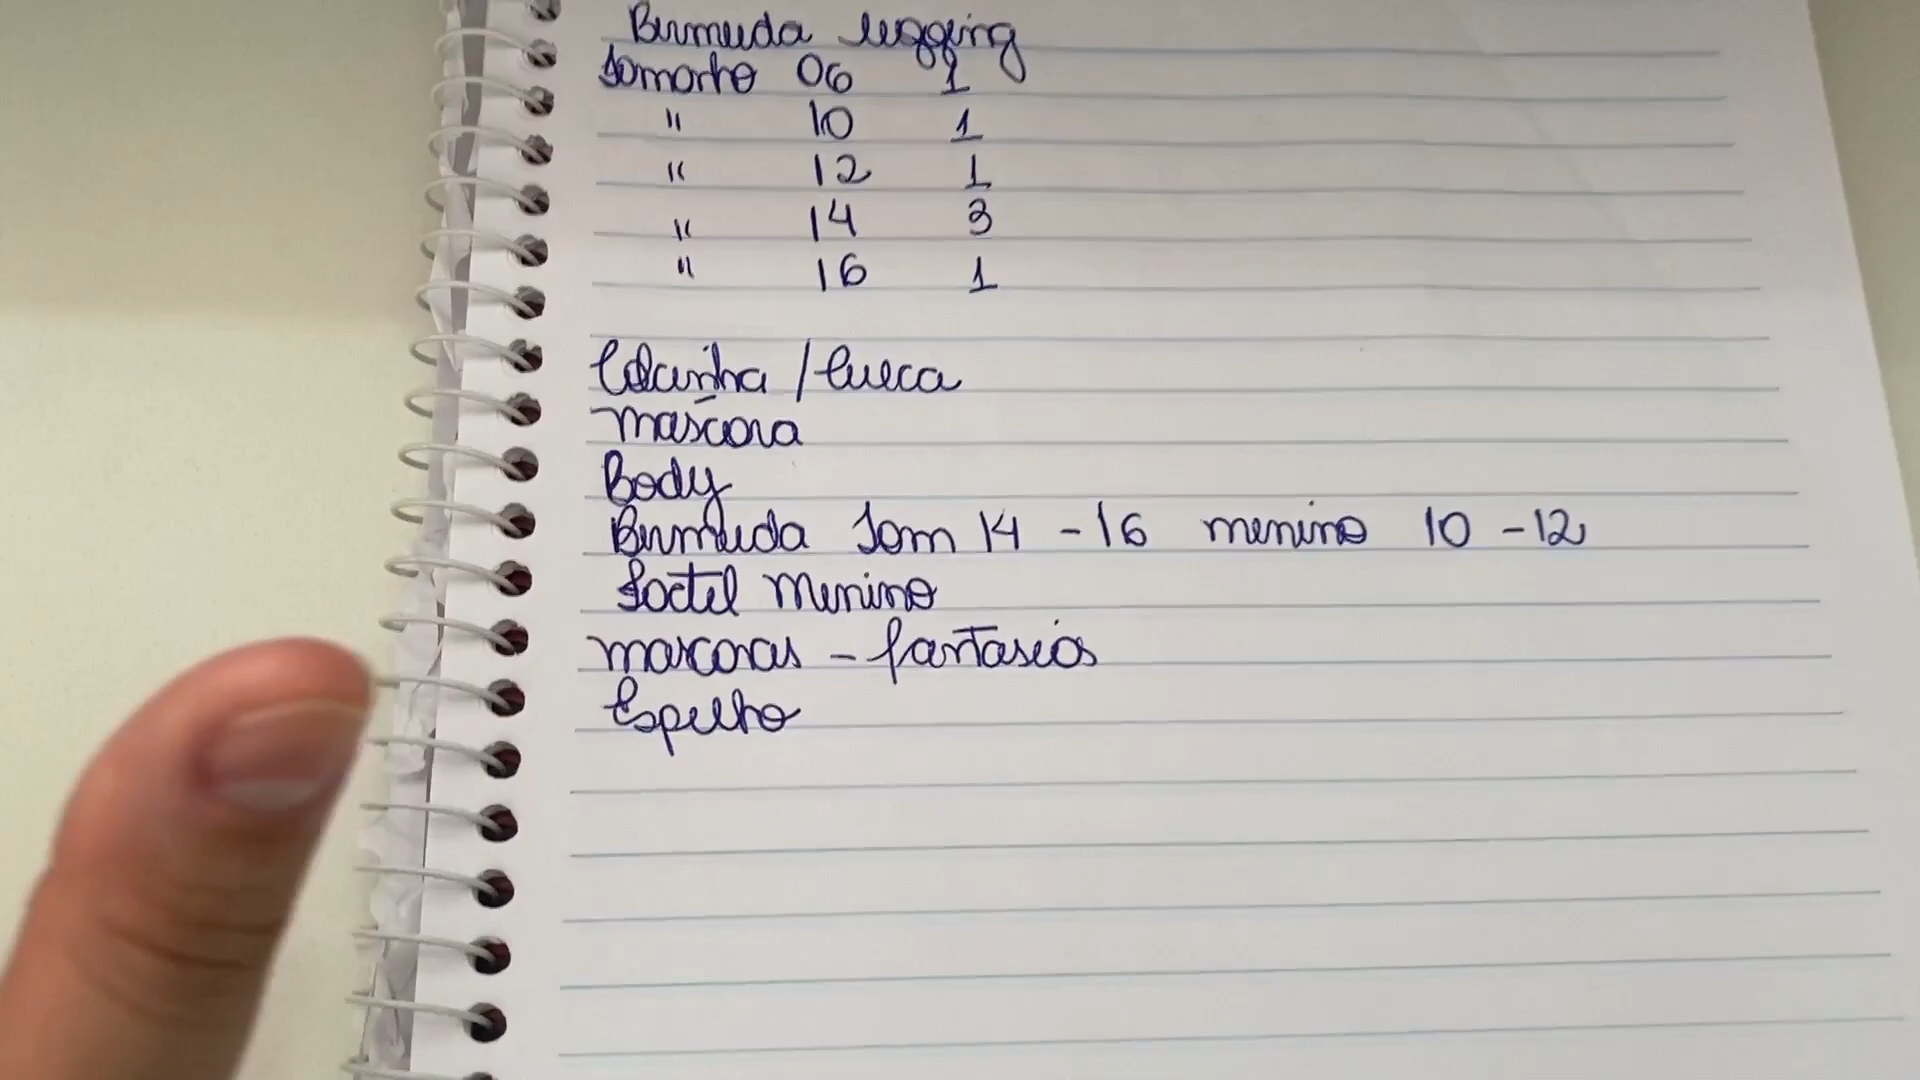 Bermuda legging
Tamanho 06 1
" 10 1
" 12 1
" 14 3
" 16 1
Calcinha / Cueca
Máscara
Body
Bermuda Tam 14 - 16 menino 10 - 12
Menino
mascaras - fantasias
Espelho